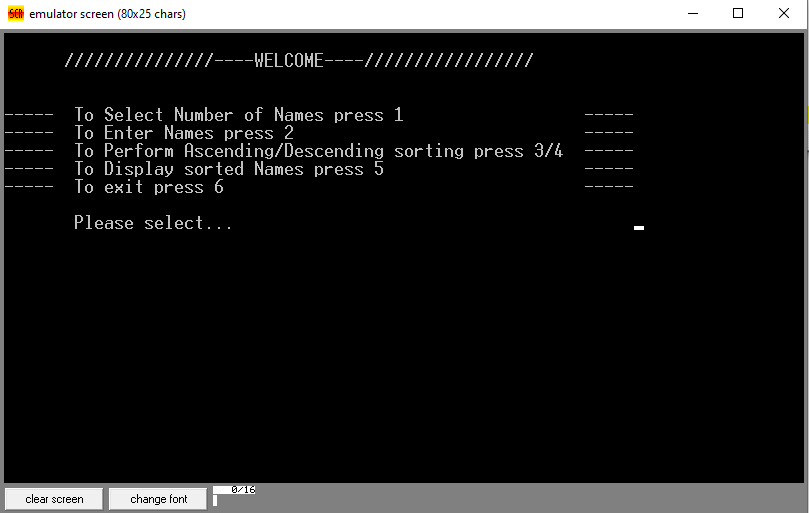 SCR emulator screen (80x25 chars)
///////////////----WELCOME----/////////////////
----- To Select Number of Names press 1 -----
----- To Enter Names press 2 -----
----- To Perform Ascending/Descending sorting press 3/4 -----
----- To Display sorted Names press 5 -----
----- To exit press 6 -----
Please select...
clear screen change font 0/16